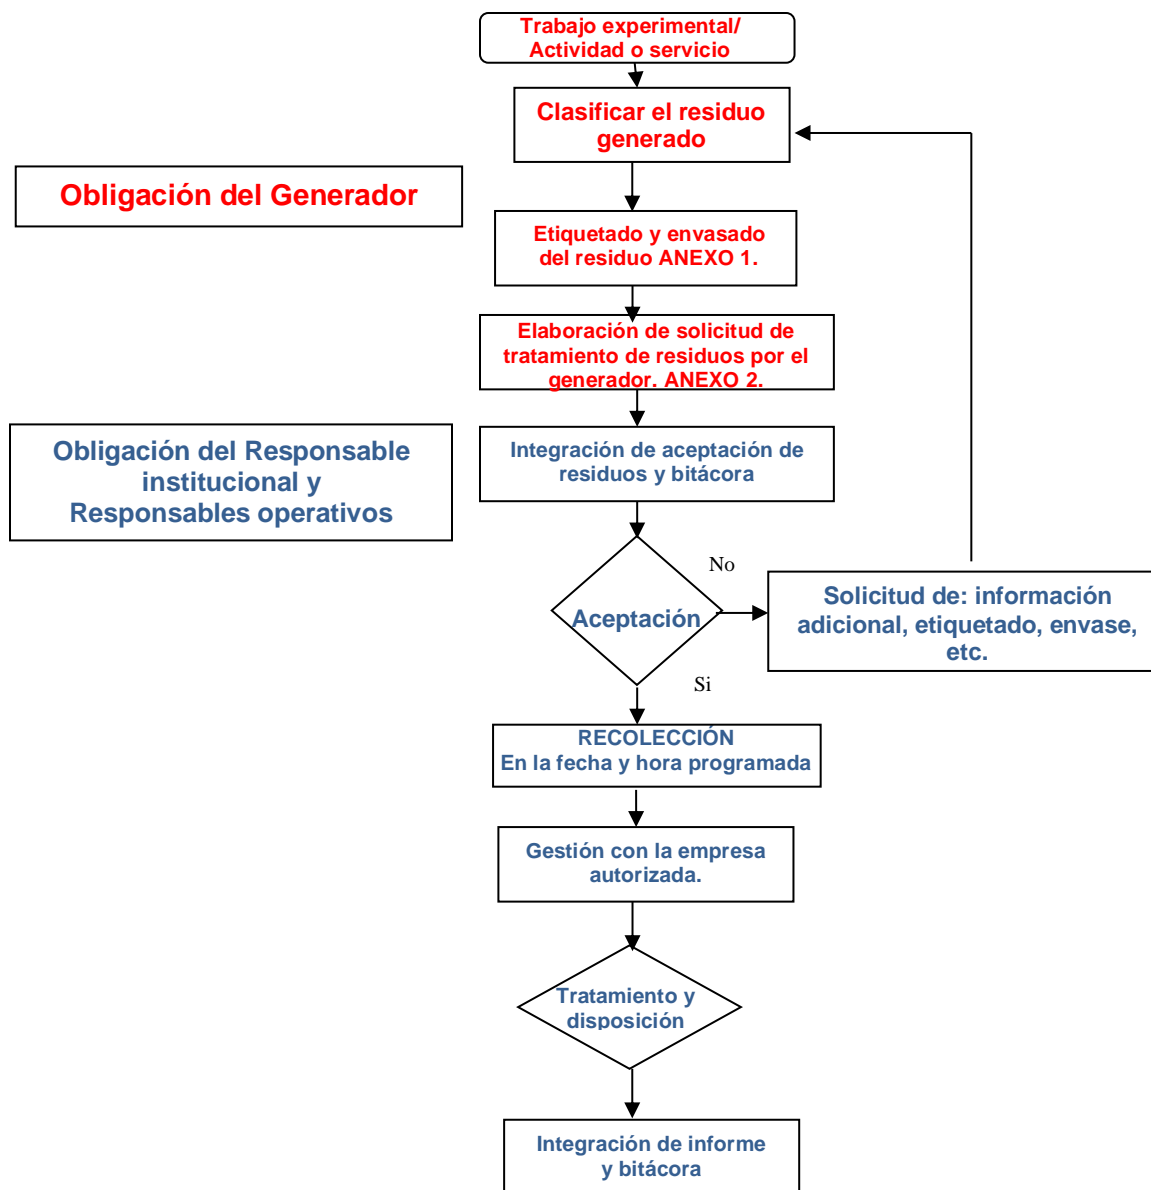 Trabajo experimental/
Actividad o servicio
Clasificar el residuo
generado
Obligación del Generador
Etiquetado y envasado
del residuo ANEXO 1.
Elaboración de solicitud de
tratamiento de residuos por el
generador. ANEXO 2.
Obligación del Responsable
institucional y
Responsables operativos
Integración de aceptación de
residuos y bitácora
No
Aceptación
Solicitud de: información
adicional, etiquetado, envase,
etc.
Si
RECOLECCIÓN
En la fecha y hora programada
Gestión con la empresa
autorizada.
Tratamiento y
disposición
Integración de informe
y bitácora